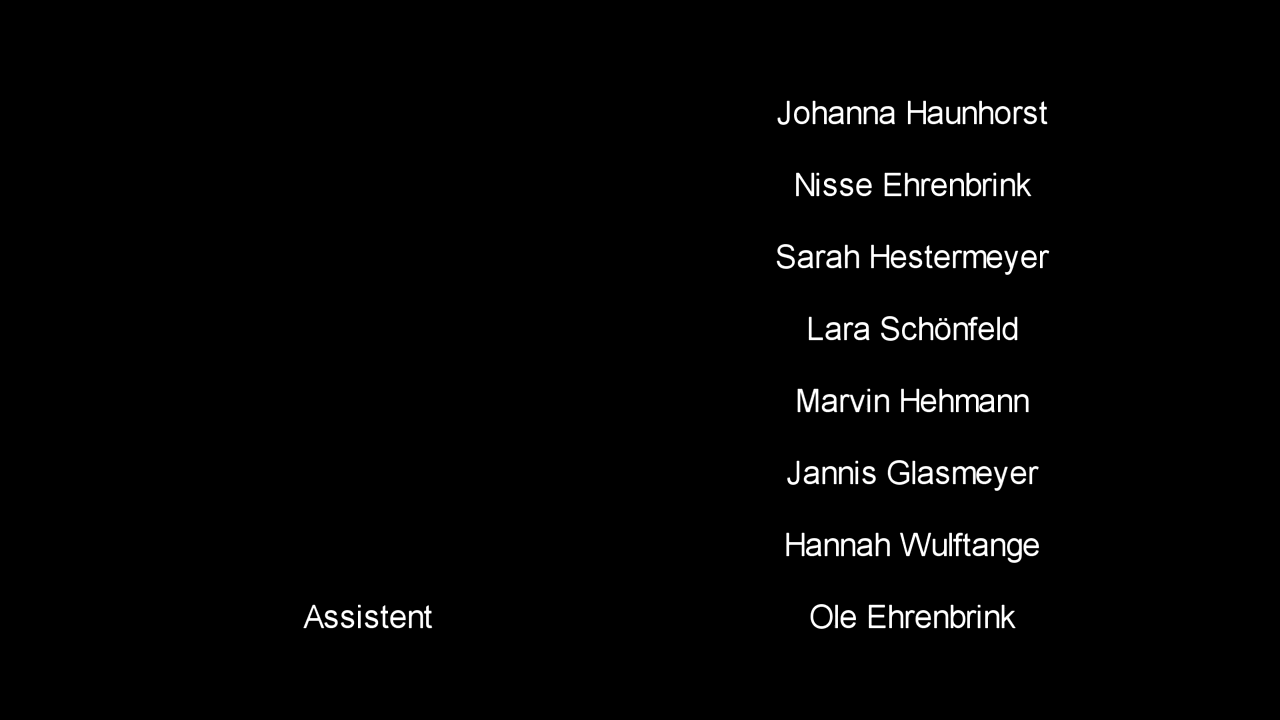 Johanna Haunhorst
Nisse Ehrenbrink
Sarah Hestermeyer
Lara Schönfeld
Marvin Hehmann
Jannis Glasmeyer
Hannah Wulftange
Assistent Ole Ehrenbrink